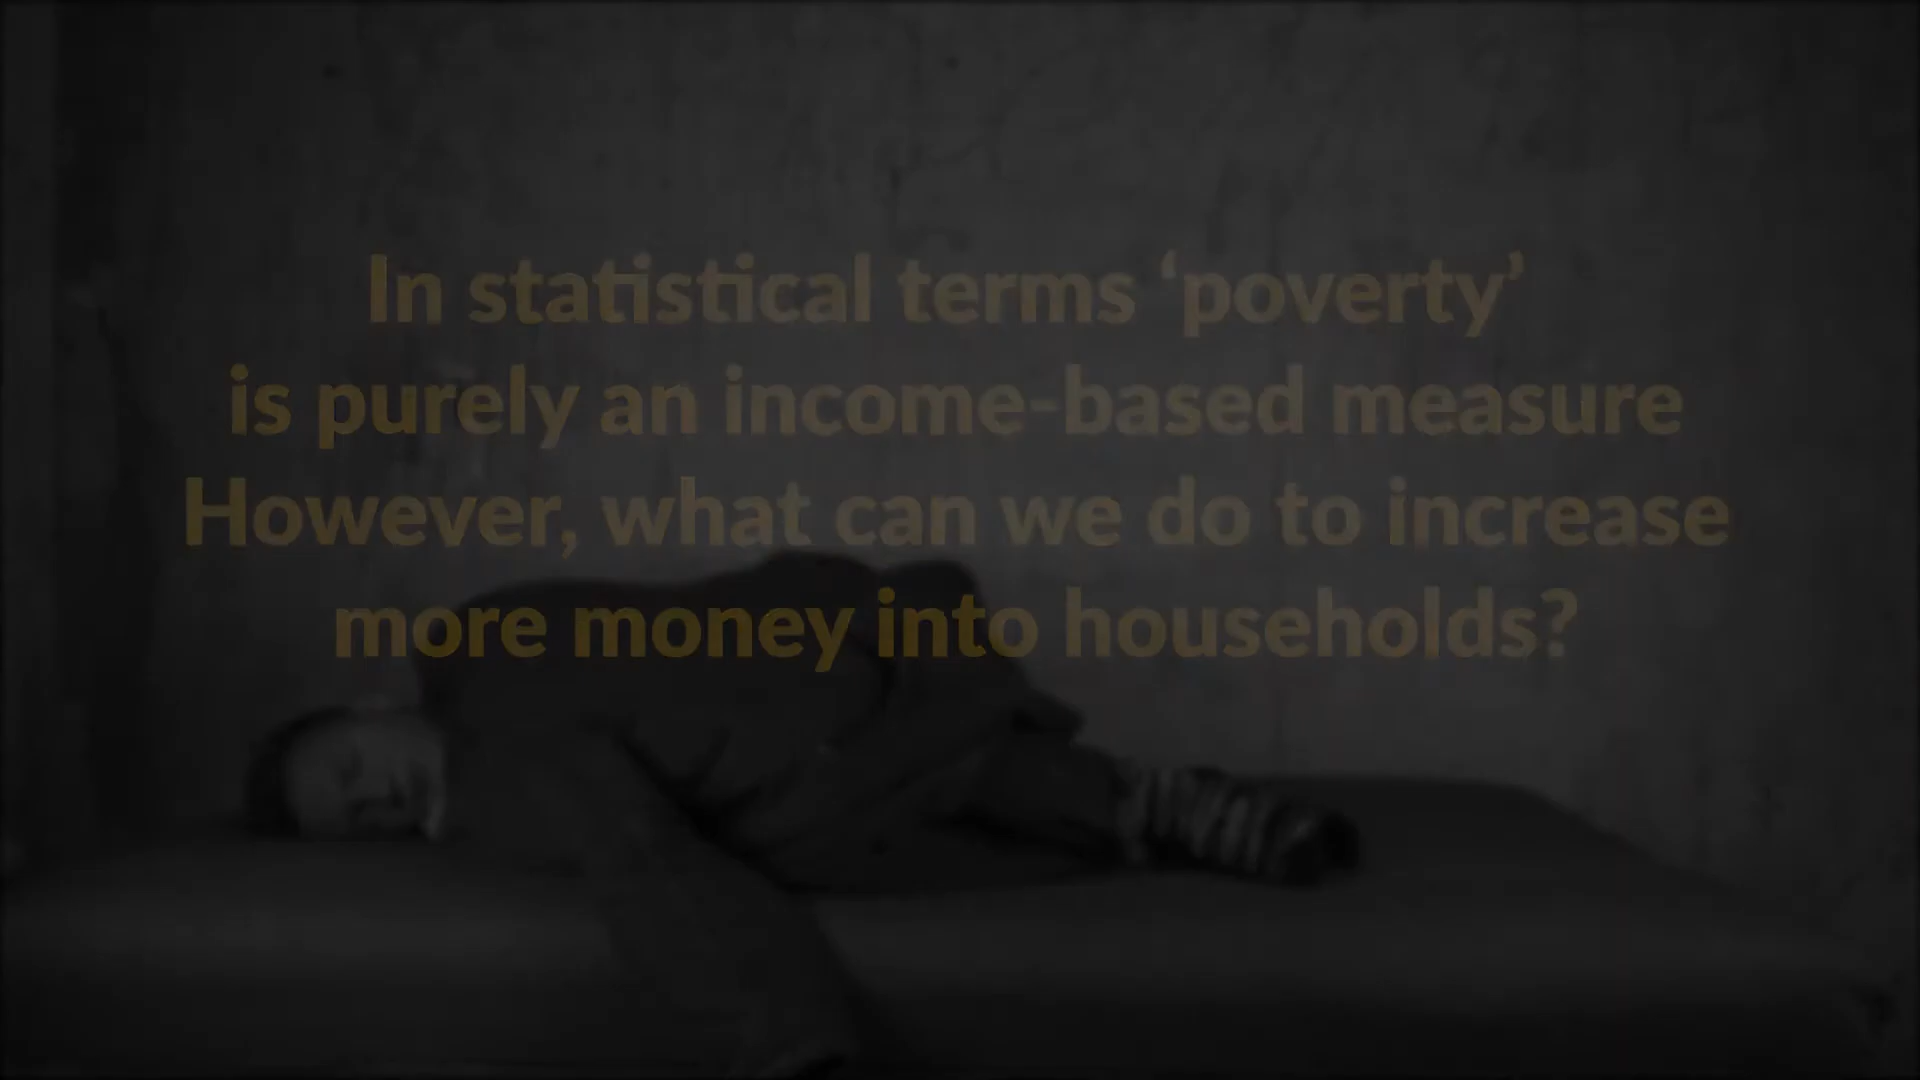 In statistical terms ‘poverty’
is purely an income-based measure
However, what can we do to increase
more money into households?